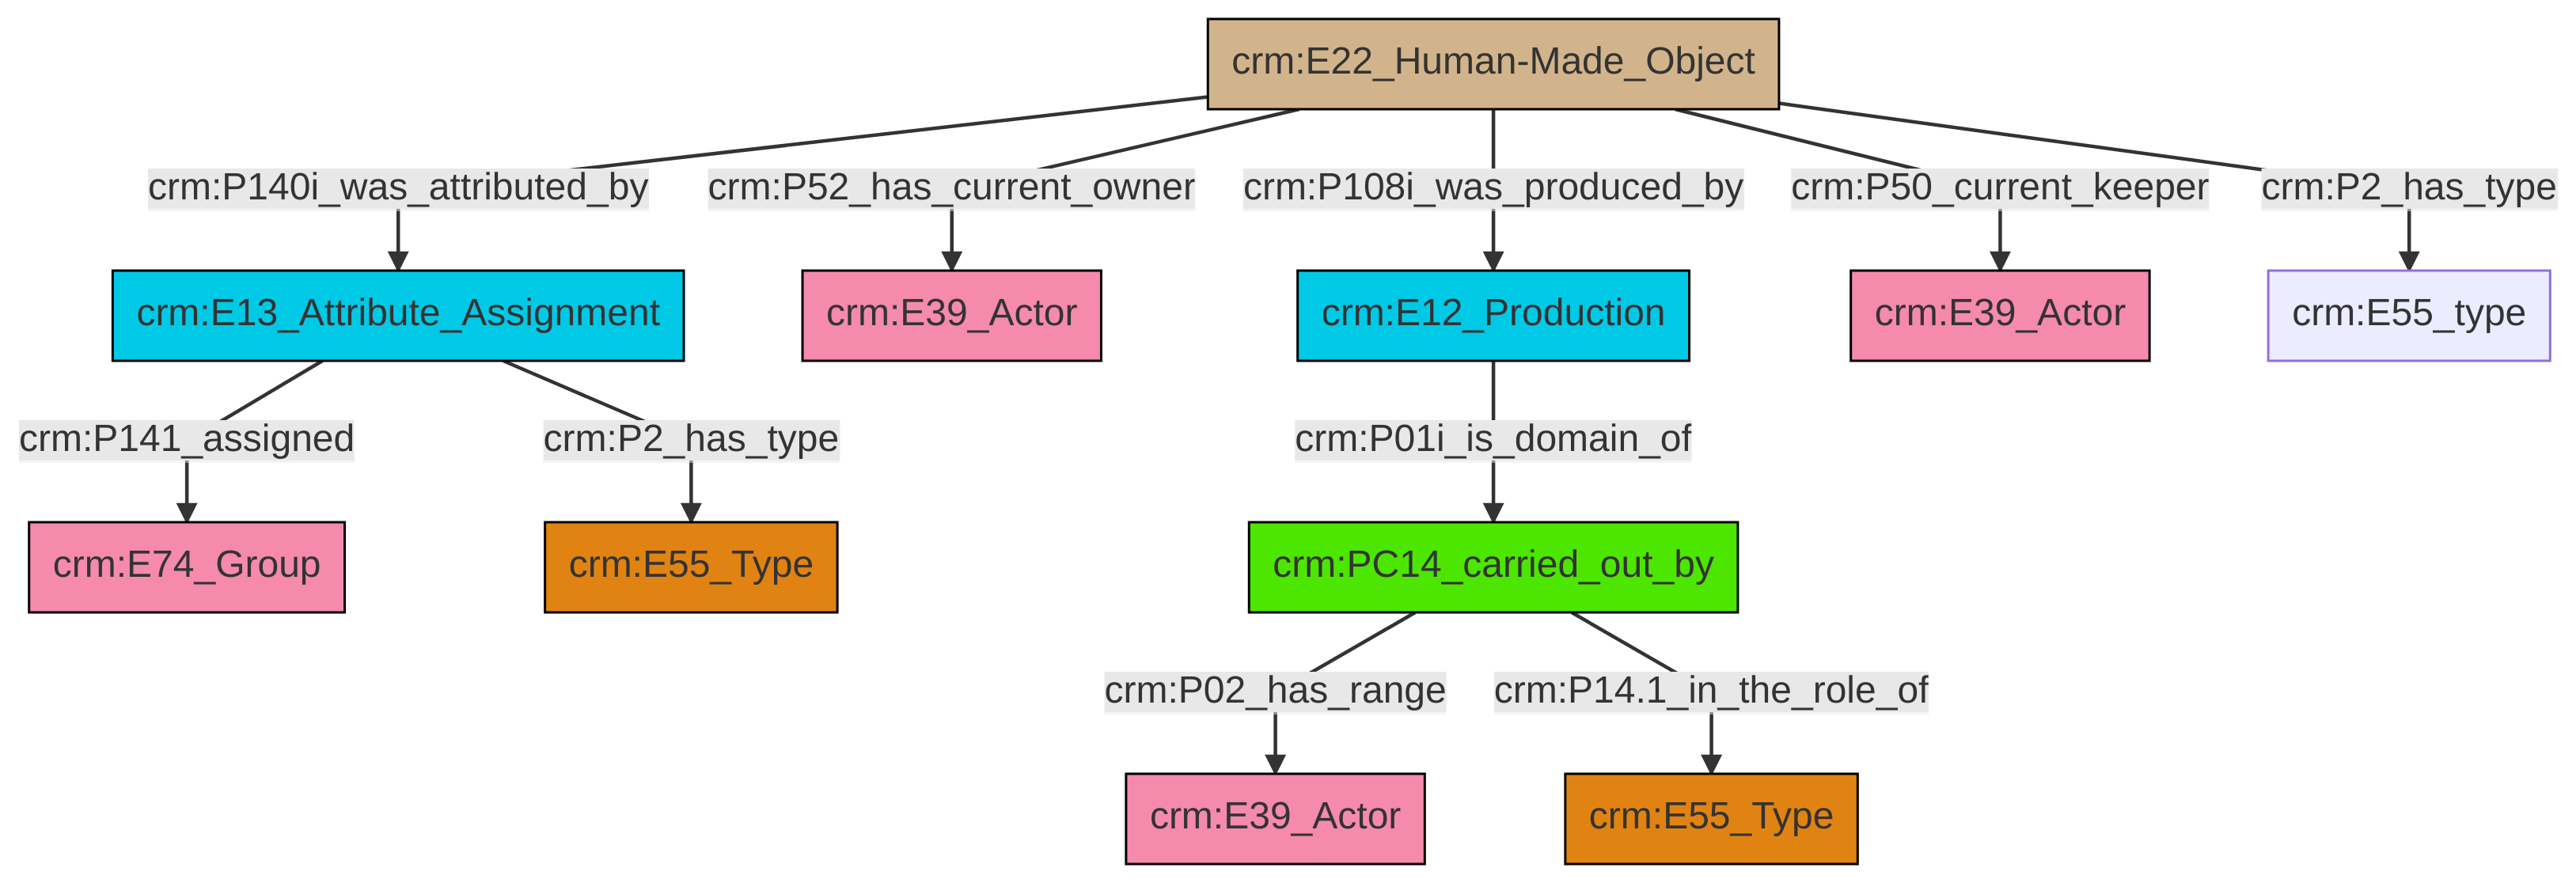 crm:E22_Human-Made_Object
crm:P140i_was_attributed_by
crm:P52_has_current_owner
crm:P108i_was_produced_by
crm:P50_current_keeper
crm:P2_has_type
crm:E13_Attribute_Assignment
crm:E39_Actor
crm:E12_Production
crm:E39_Actor
crm:E55_type
crm:P141_assigned
crm:P2_has_type
crm:P01i_is_domain_of
crm:E74_Group
crm:E55_Type
crm:PC14_carried_out_by
crm:P02_has_range
crm:P14.1_in_the_role_of
crm:E39_Actor
crm:E55_Type